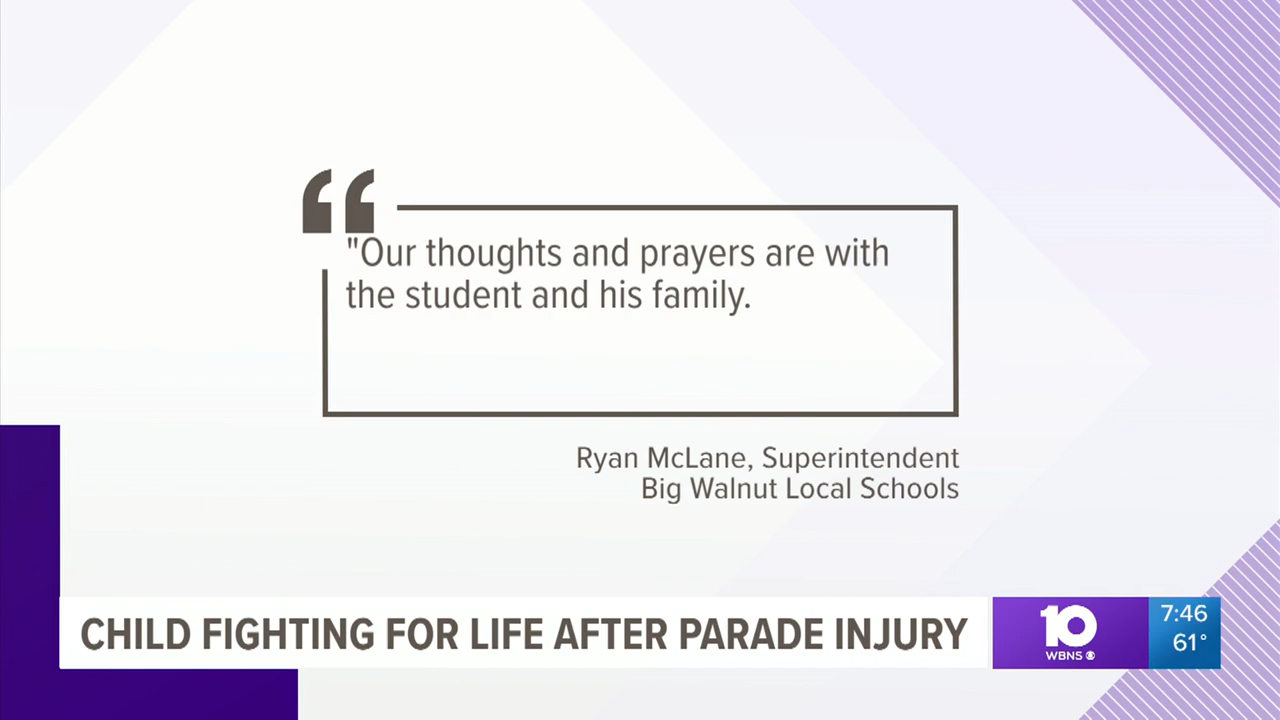 "Our thoughts and prayers are with
the student and his family.
Ryan McLane, Superintendent
Big Walnut Local Schools
CHILD FIGHTING FOR LIFE AFTER PARADE INJURY
10
WBNS
7:46
61°